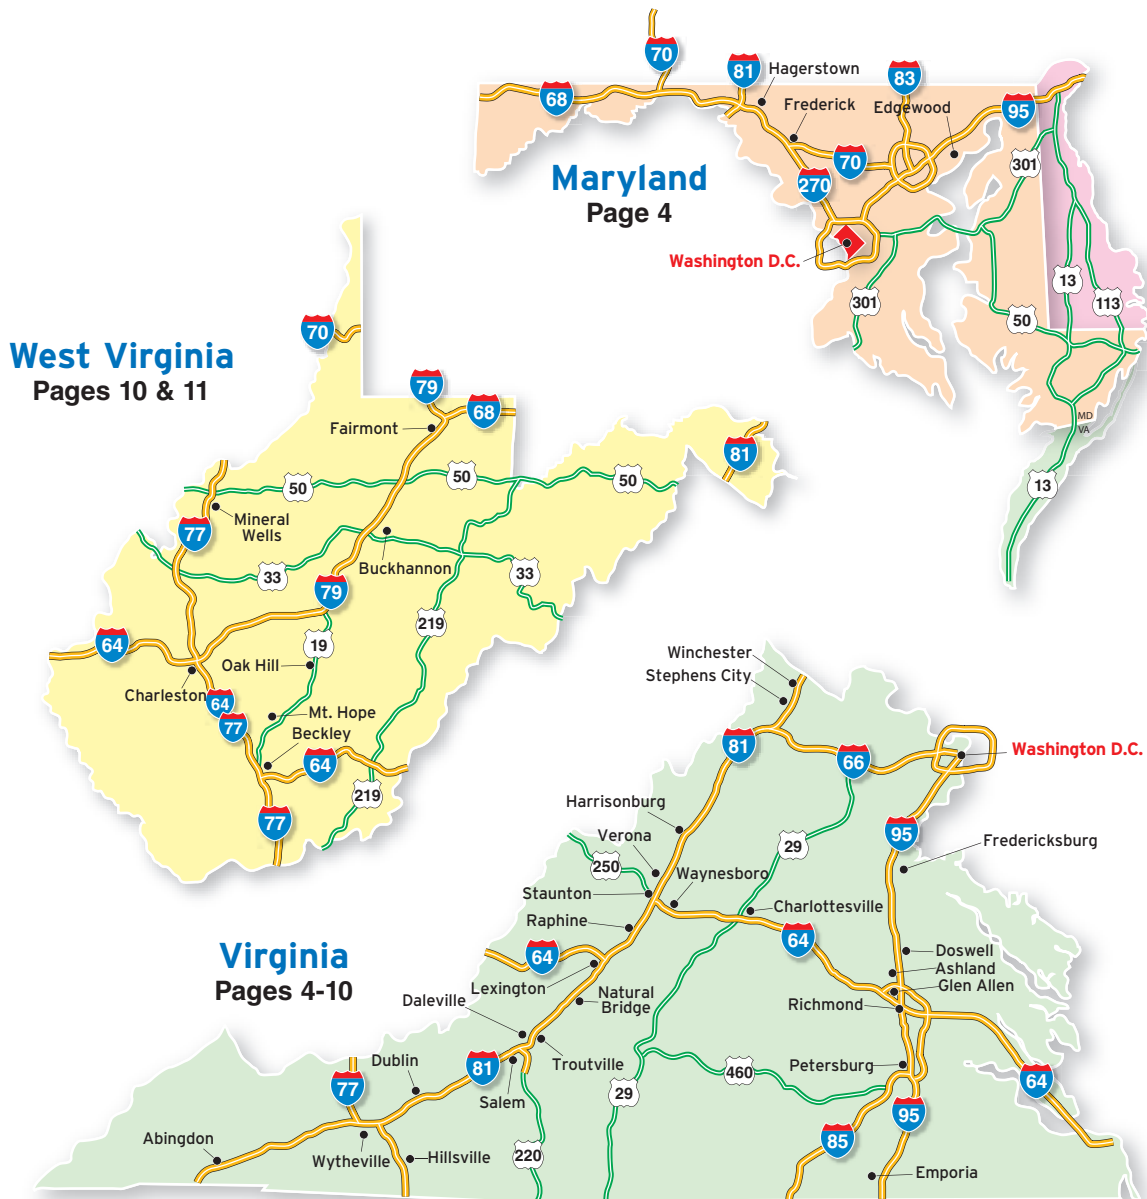 70
81
Hagerstown
83
68
Frederick
Edgewood
95
70
301
Maryland
270
Page 4
Washington D.C.
301
13
113
50
MD
VA
13
West Virginia
Pages 10 & 11
70
79
68
Fairmont
81
50
50
50
Mineral
Wells
77
Buckhannon
33
33
79
219
64
19
Oak Hill
Charleston
64
77
Mt. Hope
Beckley
64
219
77
Winchester
Stephens City
81
66
Washington D.C.
Harrisonburg
95
Verona
29
Fredericksburg
250
Waynesboro
Staunton
Charlottesville
Raphine
64
64
Virginia
Pages 4-10
Doswell
Ashland
Glen Allen
Lexington
Daleville
Natural
Bridge
Richmond
Dublin
81
Troutville
Petersburg
460
64
77
29
Salem
95
85
Abingdon
Wytheville
Hillsville
220
Emporia